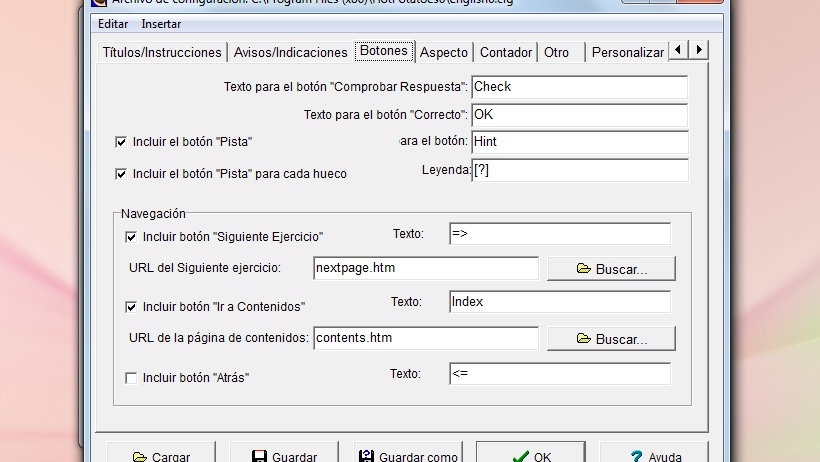 Archivo de configuración: C:\Program Files (x86)\HotPotatoes6\english6.cfg
Editar Insertar
Títulos/Instrucciones Avisos/Indicaciones Botones Aspecto Contador Otro Personalizar
Texto para el botón "Comprobar Respuesta": Check
Texto para el botón "Correcto": OK
Incluir el botón "Pista" ara el botón: Hint
Incluir el botón "Pista" para cada hueco Leyenda: [?]
Navegación
Incluir botón "Siguiente Ejercicio" Texto: =>
URL del Siguiente ejercicio: nextpage.htm Buscar...
Incluir botón "Ir a Contenidos" Texto: Index
URL de la página de contenidos: contents.htm Buscar...
Incluir botón "Atrás" Texto: <=
Cargar Guardar Guardar como OK Ayuda